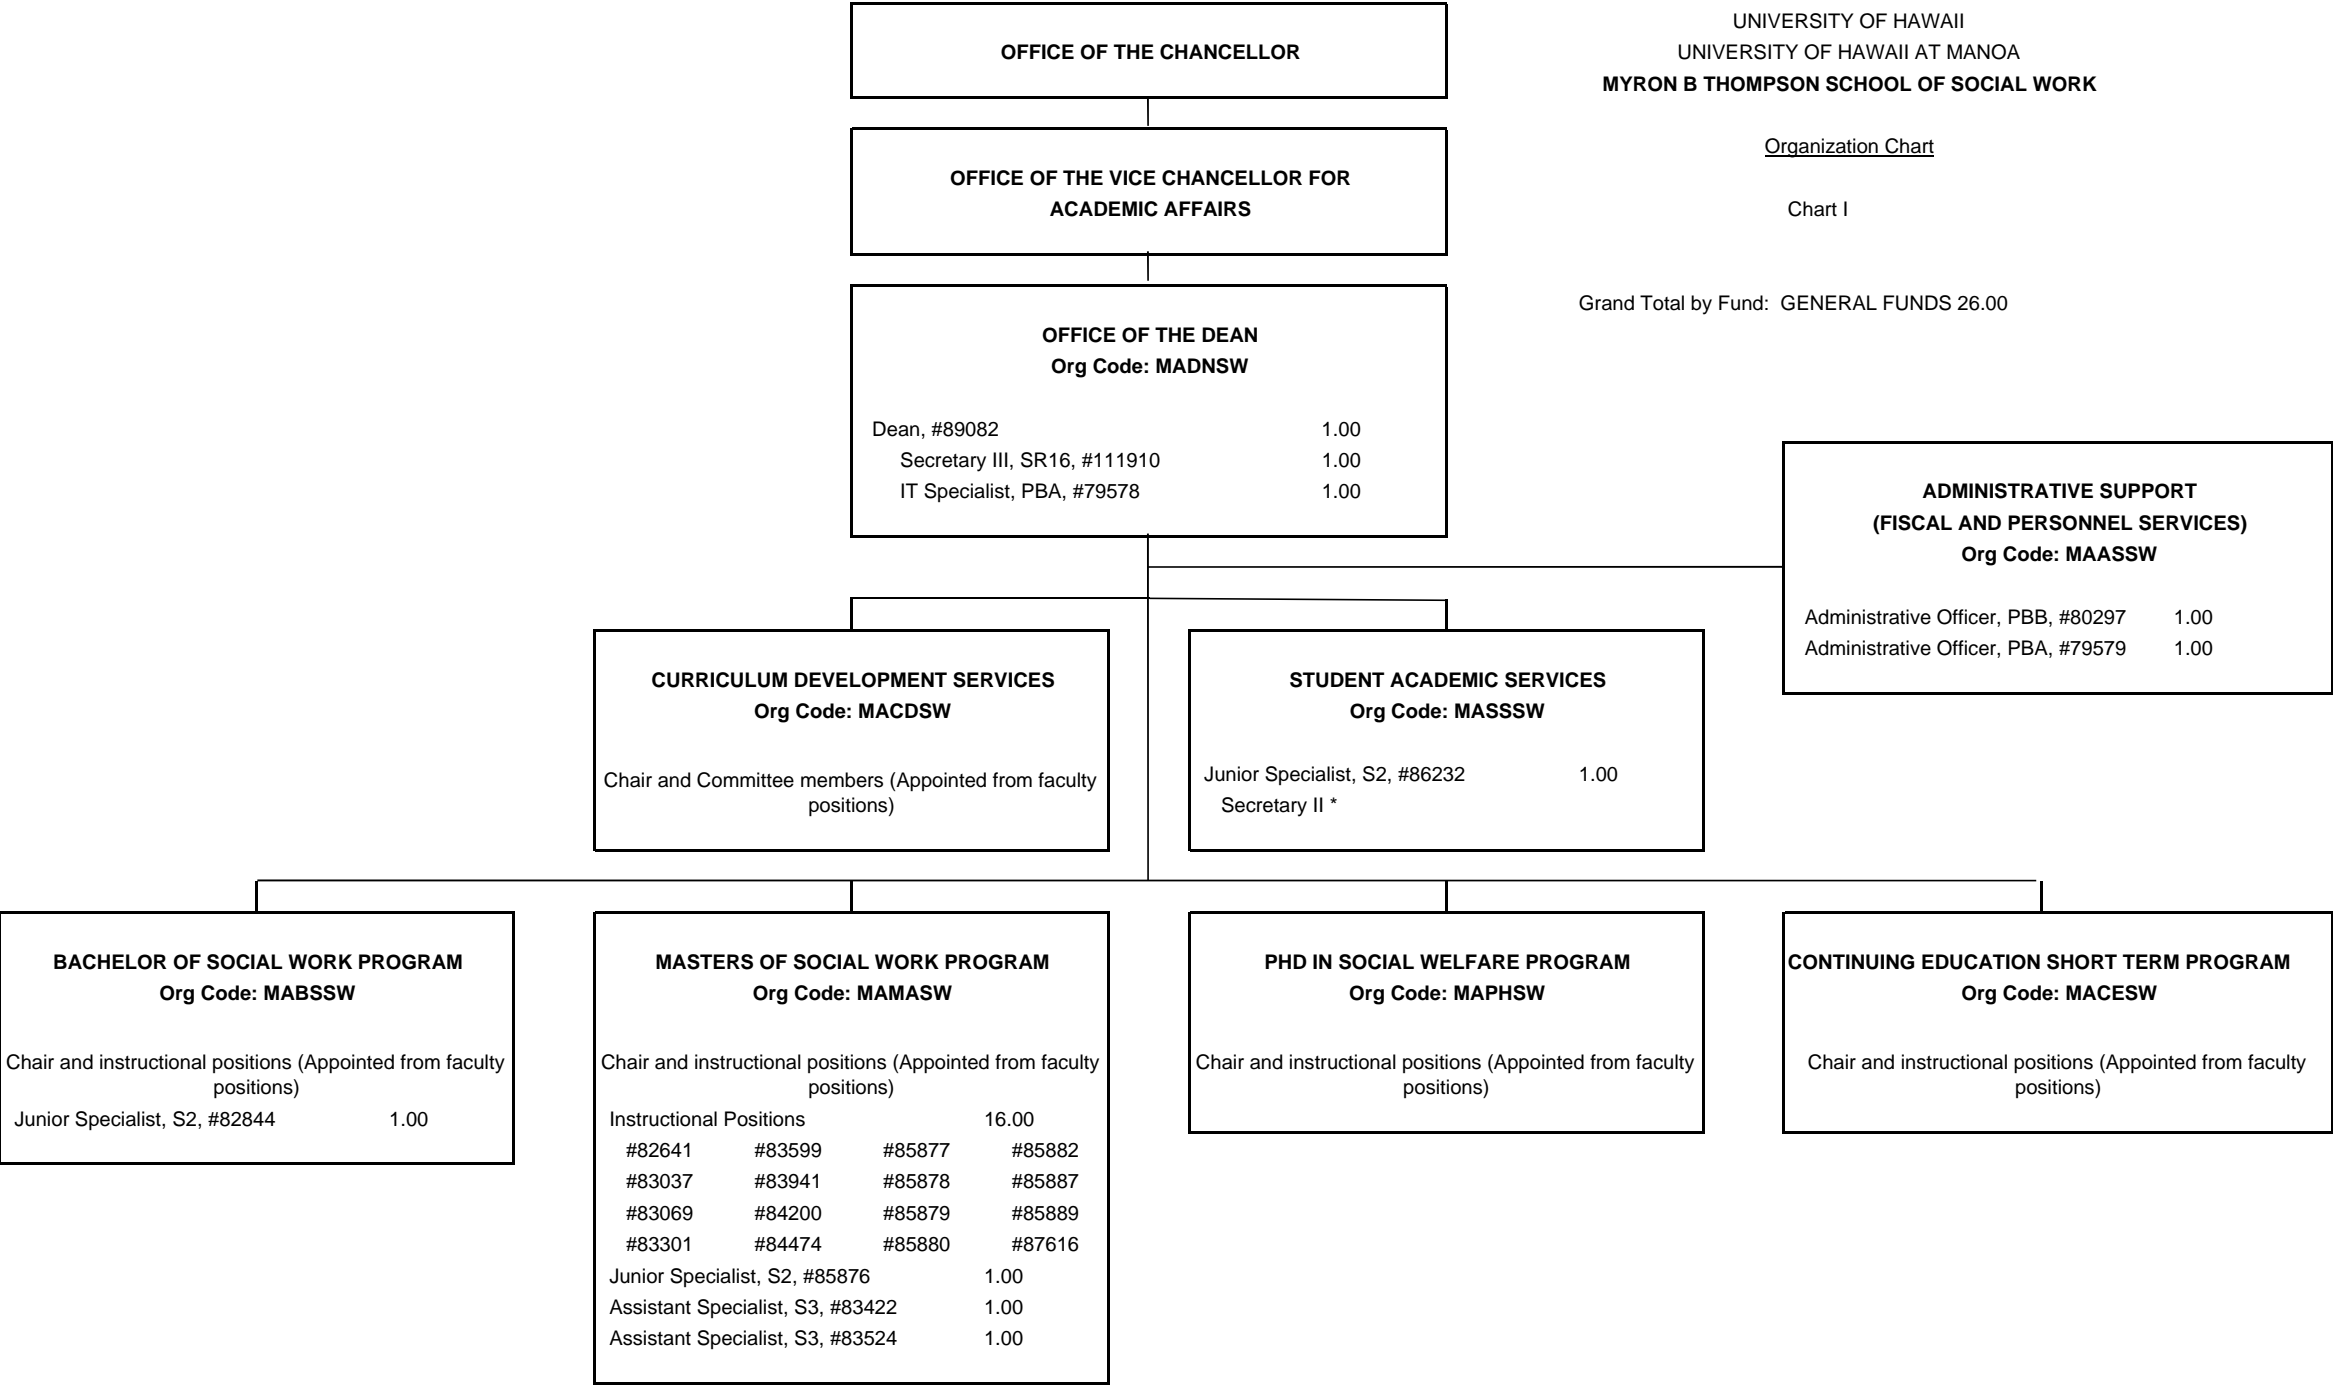 OFFICE OF THE CHANCELLOR
UNIVERSITY OF HAWAII
UNIVERSITY OF HAWAII AT MANOA
MYRON B THOMPSON SCHOOL OF SOCIAL WORK
Organization Chart
Chart I
Grand Total by Fund: GENERAL FUNDS 26.00
OFFICE OF THE VICE CHANCELLOR FOR
ACADEMIC AFFAIRS
OFFICE OF THE DEAN
Org Code: MADNSW
Dean, #89082 1.00
Secretary III, SR16, #111910 1.00
IT Specialist, PBA, #79578 1.00
ADMINISTRATIVE SUPPORT
(FISCAL AND PERSONNEL SERVICES)
Org Code: MAASSW
Administrative Officer, PBB, #80297 1.00
Administrative Officer, PBA, #79579 1.00
CURRICULUM DEVELOPMENT SERVICES
Org Code: MACDSW
Chair and Committee members (Appointed from faculty
positions)
STUDENT ACADEMIC SERVICES
Org Code: MASSSW
Junior Specialist, S2, #86232 1.00
Secretary II *
BACHELOR OF SOCIAL WORK PROGRAM
Org Code: MABSSW
Chair and instructional positions (Appointed from faculty
positions)
Junior Specialist, S2, #82844 1.00
MASTERS OF SOCIAL WORK PROGRAM
Org Code: MAMASW
Chair and instructional positions (Appointed from faculty
positions)
Instructional Positions 16.00
#82641 #83599 #85877 #85882
#83037 #83941 #85878 #85887
#83069 #84200 #85879 #85889
#83301 #84474 #85880 #87616
Junior Specialist, S2, #85876 1.00
Assistant Specialist, S3, #83422 1.00
Assistant Specialist, S3, #83524 1.00
PHD IN SOCIAL WELFARE PROGRAM
Org Code: MAPHSW
Chair and instructional positions (Appointed from faculty
positions)
CONTINUING EDUCATION SHORT TERM PROGRAM
Org Code: MACESW
Chair and instructional positions (Appointed from faculty
positions)